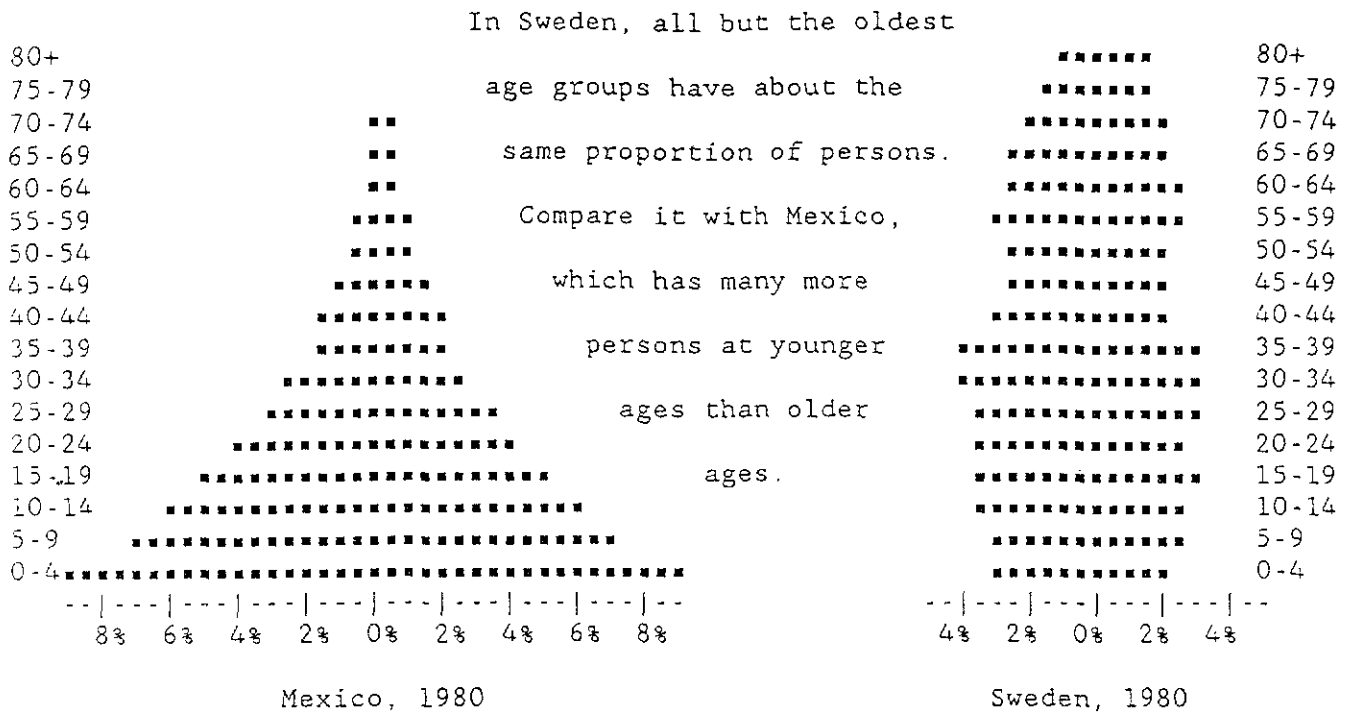 In Sweden, all but the oldest
80+ 80+
75-79 age groups have about the 75-79
70-74 70-74
65-69 same proportion of persons. 65-69
60-64 60-64
55-59 Compare it with Mexico, 55-59
50-54 50-54
45-49 which has many more 45-49
40-44 40-44
35-39 persons at younger 35-39
30-34 30-34
25-29 ages than older 25-29
20-24 20-24
15-19 ages. 15-19
10-14 10-14
5-9 5-9
0-4 0-4
8% 6% 4% 2% 0% 2% 4% 6% 8% 4% 2% 0% 2% 4%
Mexico, 1980 Sweden, 1980